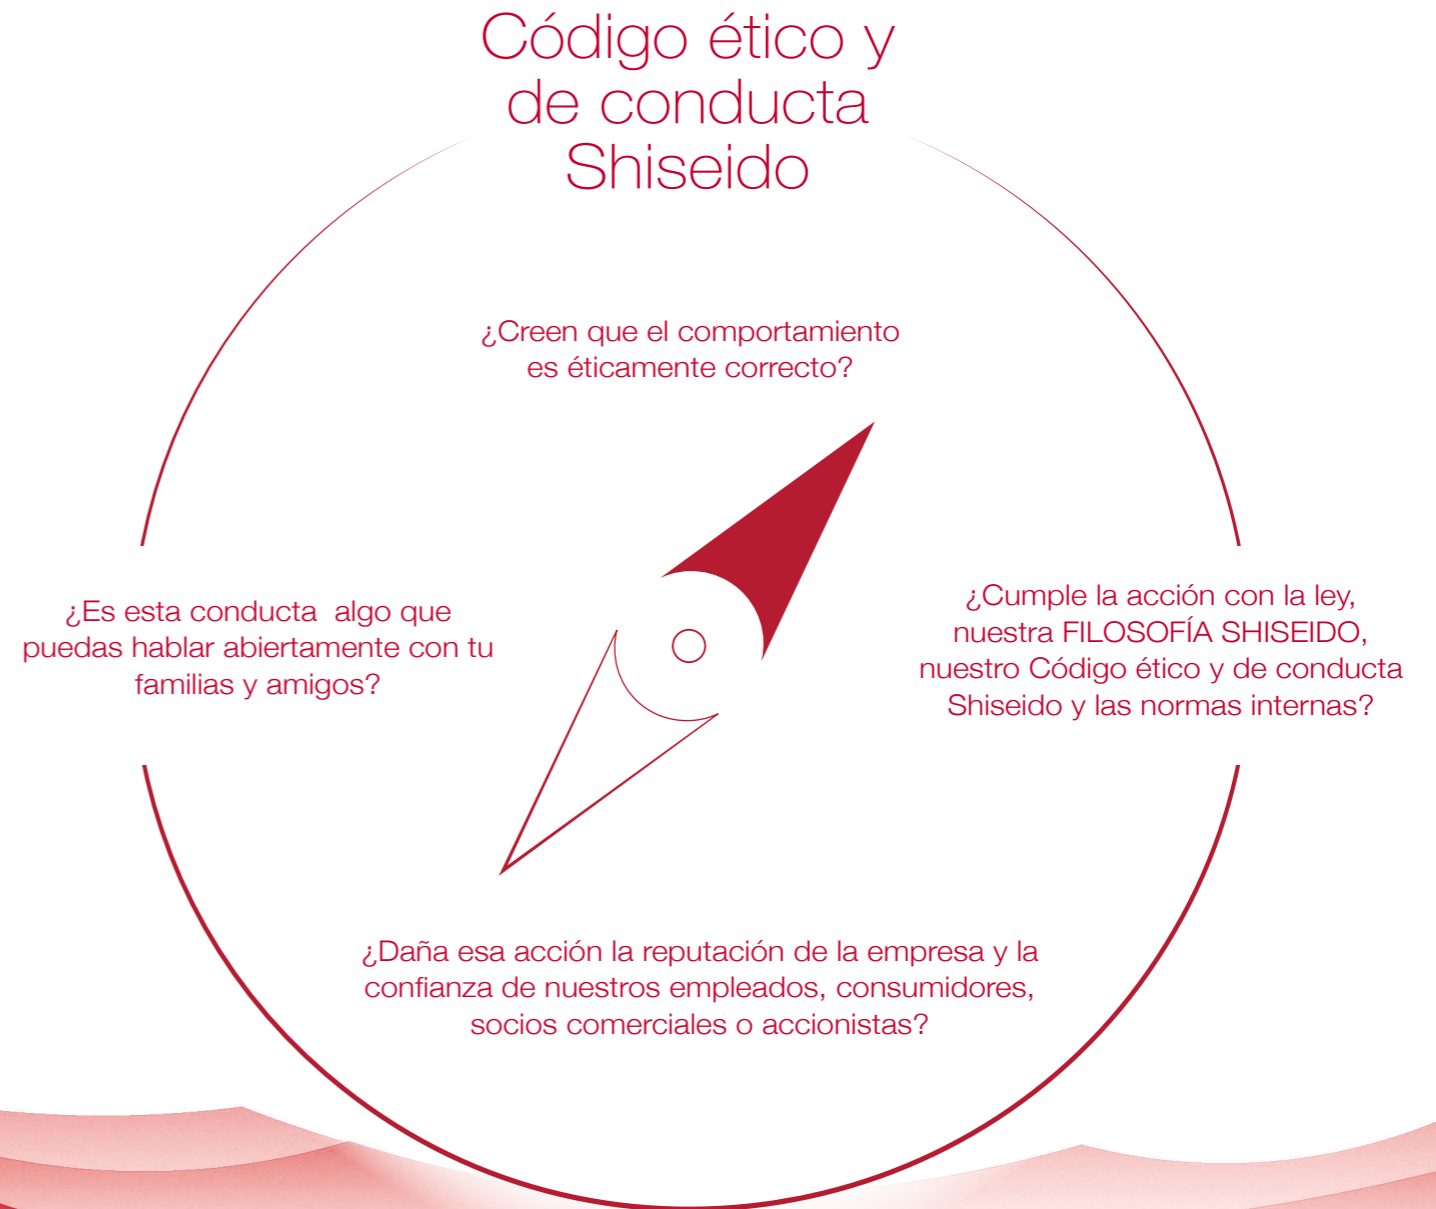 Código ético y
de conducta
Shiseido
¿Creen que el comportamiento
es éticamente correcto?
¿Es esta conducta  algo que
puedas hablar abiertamente con tu
familias y amigos?
¿Cumple la acción con la ley,
nuestra FILOSOFÍA SHISEIDO,
nuestro Código ético y de conducta
Shiseido y las normas internas?
¿Daña esa acción la reputación de la empresa y la
confianza de nuestros empleados, consumidores,
socios comerciales o accionistas?